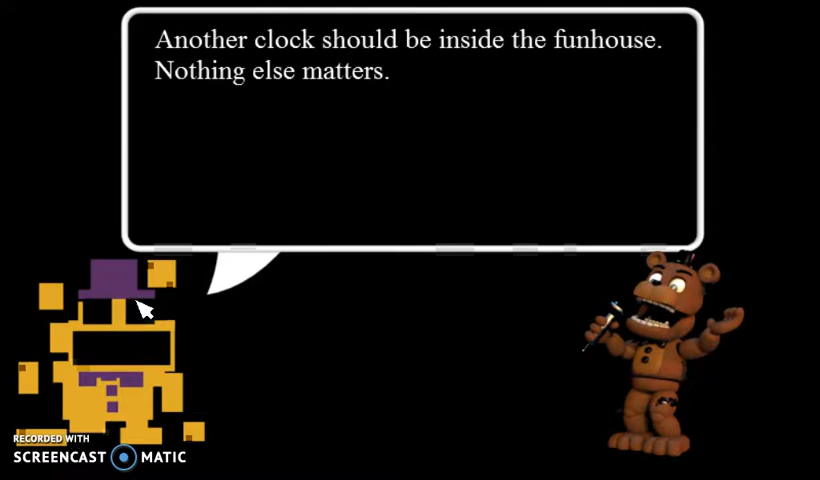 Another clock should be inside the funhouse.
Nothing else matters.
RECORDED WITH
SCREENCAST MATIC